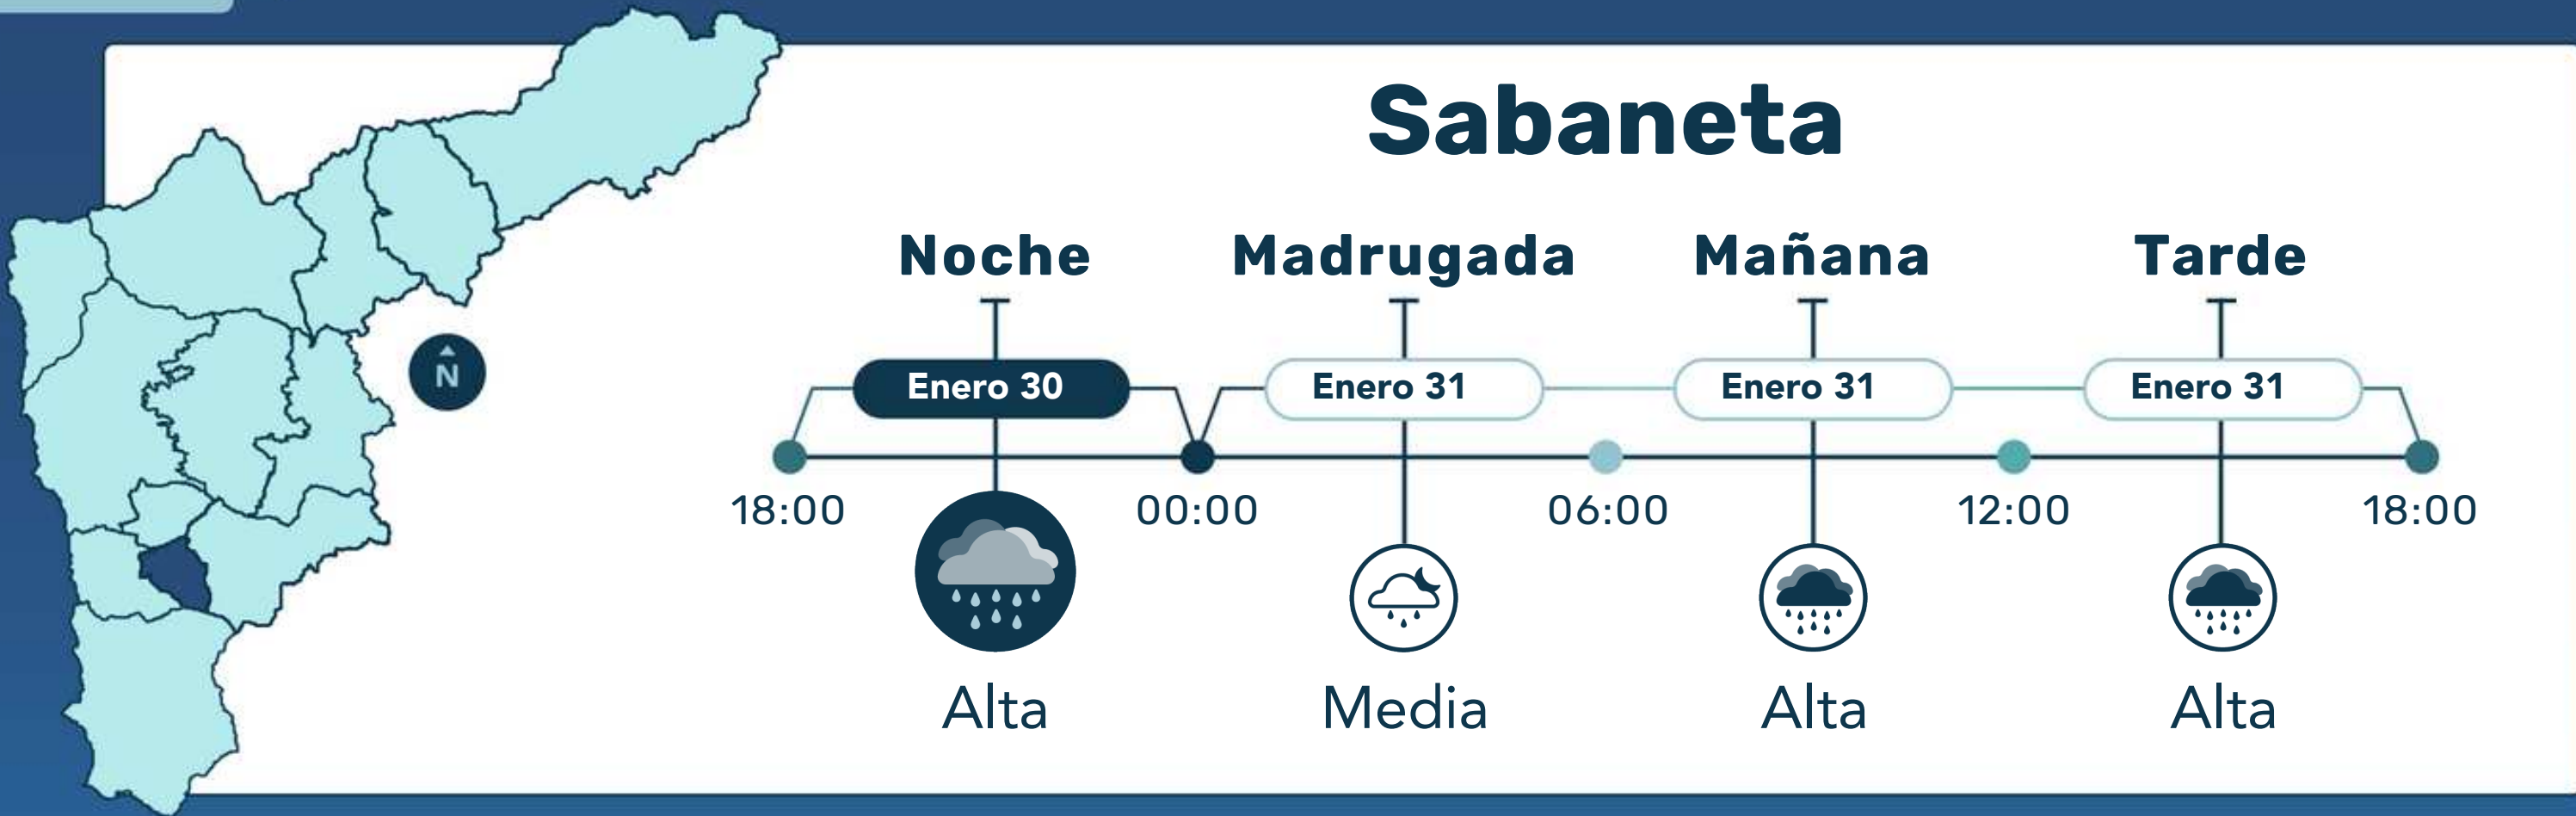 Sabaneta
Noche Madrugada Mañana Tarde
Enero 30 Enero 31 Enero 31 Enero 31
N
18:00 00:00 06:00 12:00 18:00
Alta Media Alta Alta